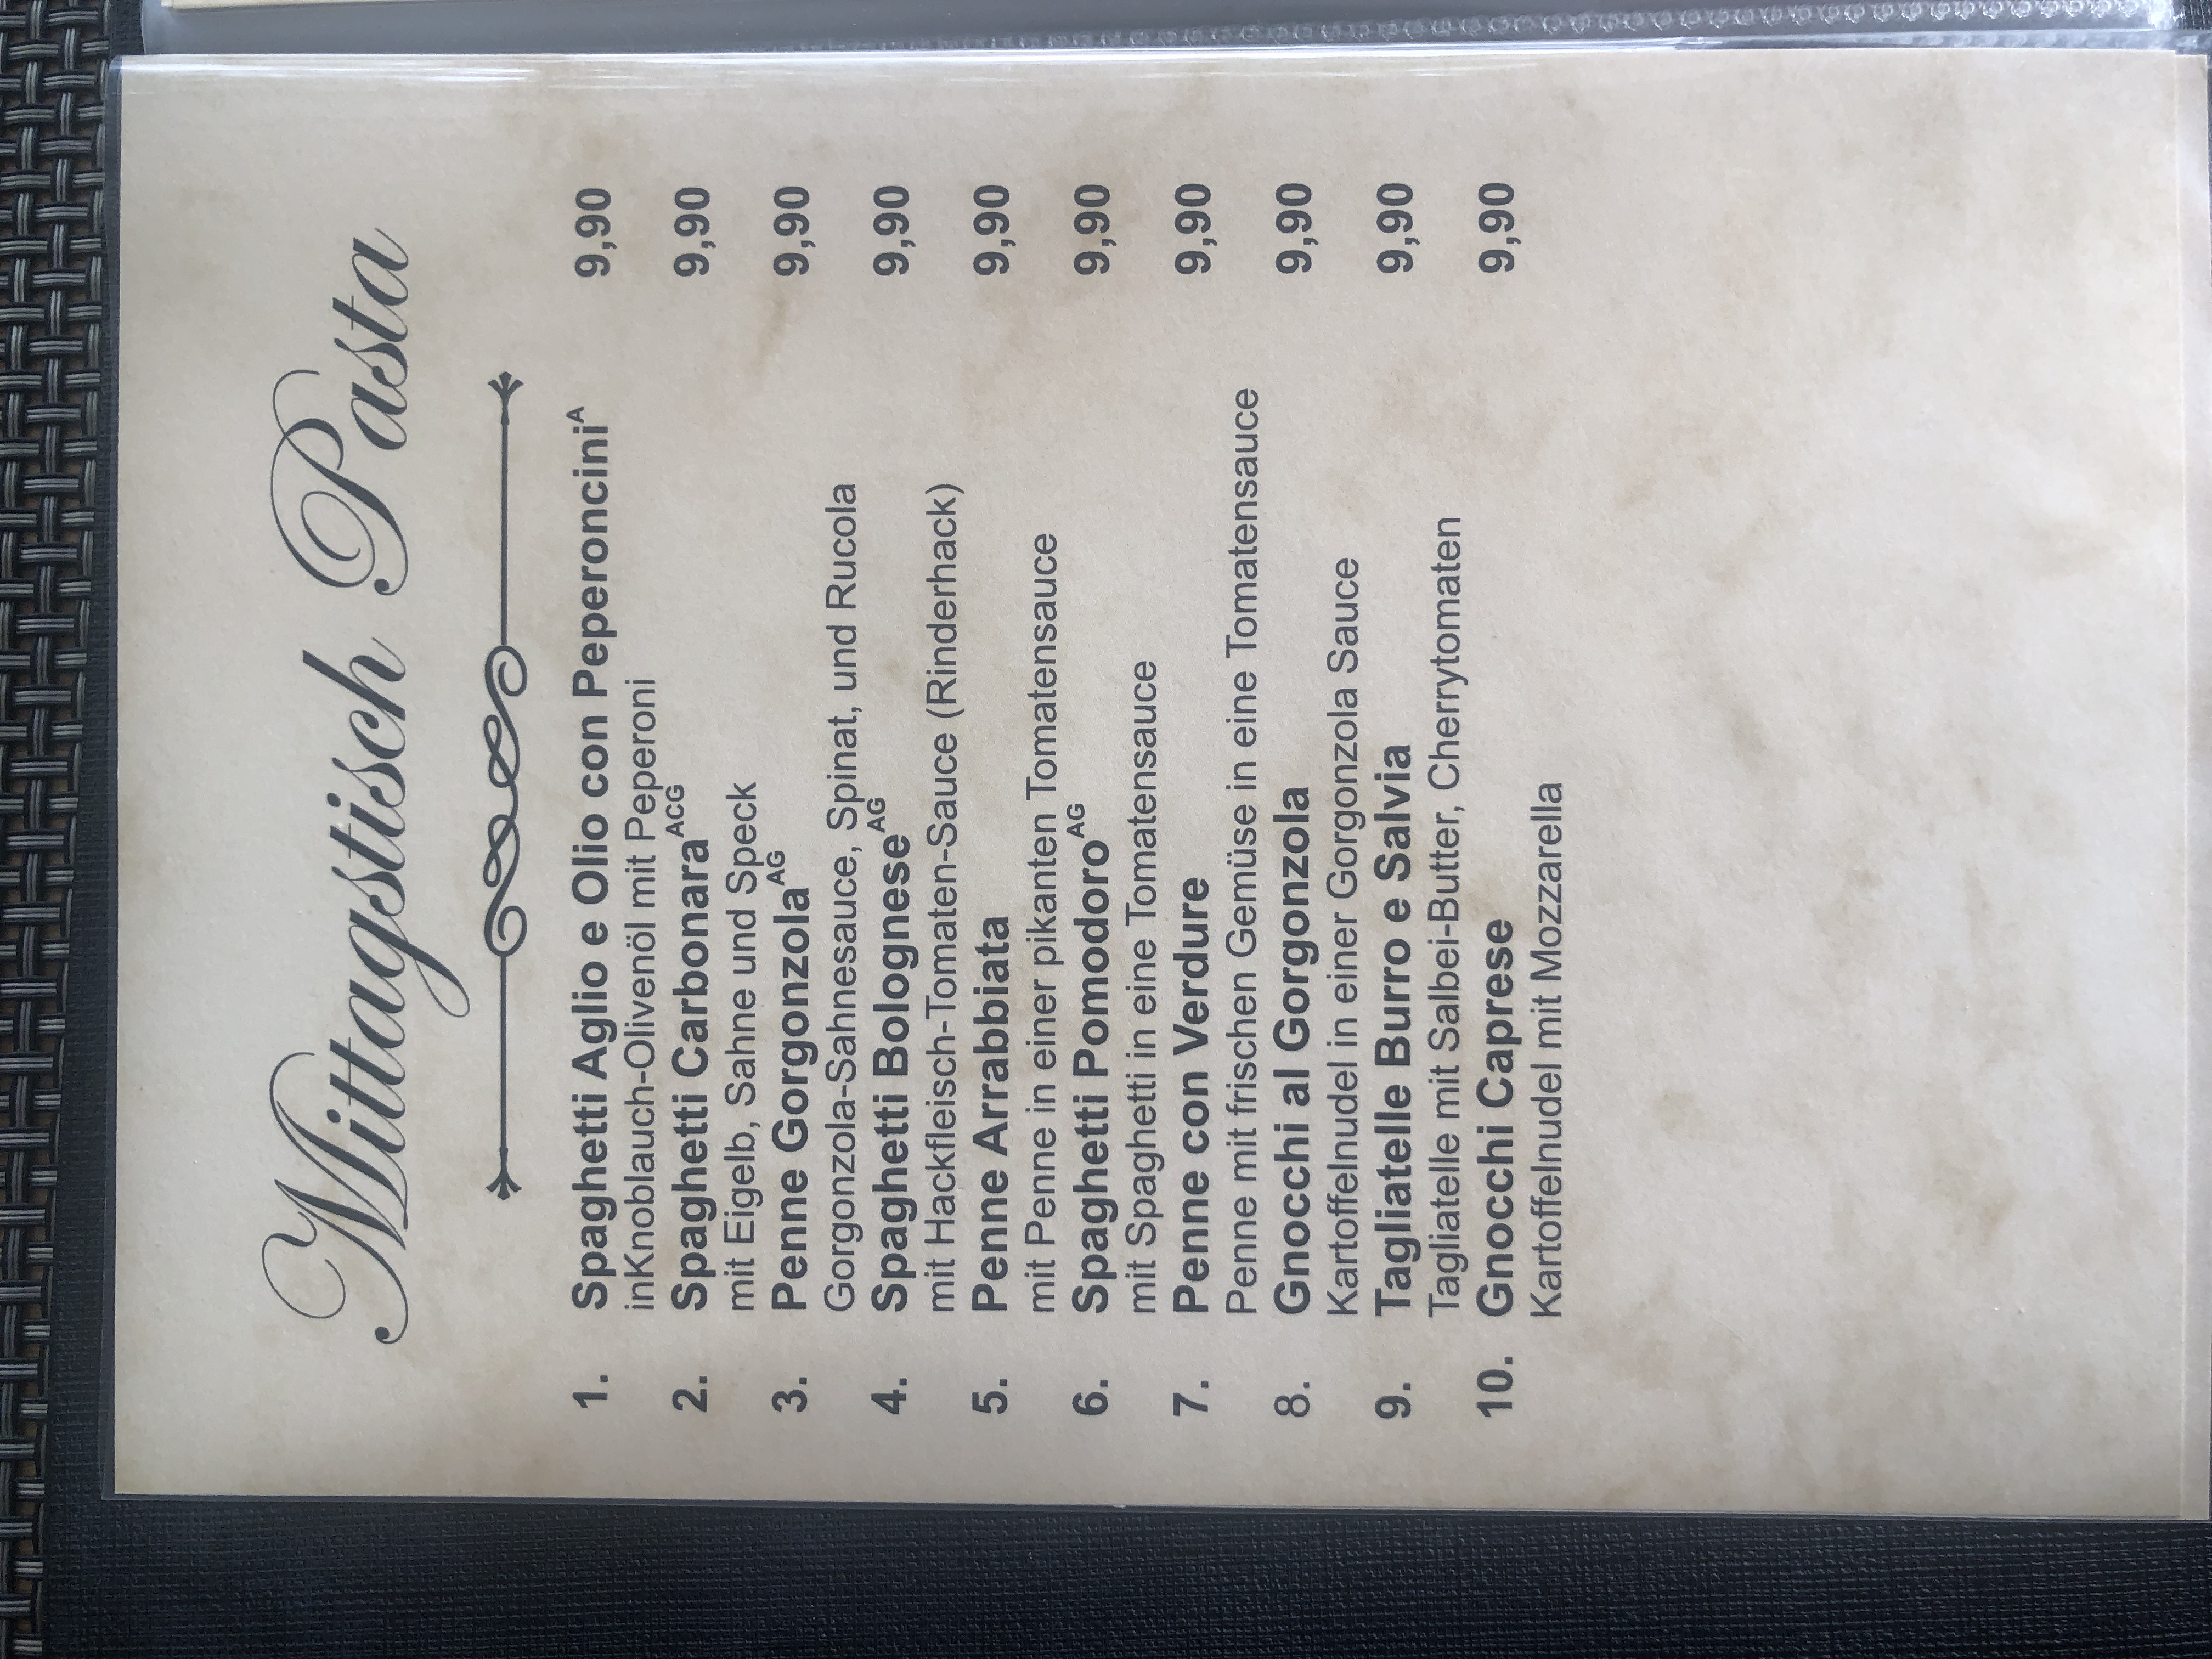 Mittagstisch Pasta
1. Spaghetti Aglio e Olio con Peperoncini^A 9,90
inKnoblauch-Olivenöl mit Peperoni
2. Spaghetti Carbonara^ACG 9,90
mit Eigelb, Sahne und Speck
3. Penne Gorgonzola^AG 9,90
Gorgonzola-Sahnesauce, Spinat, und Rucola
4. Spaghetti Bolognese^AG 9,90
mit Hackfleisch-Tomaten-Sauce (Rinderhack)
5. Penne Arrabbiata 9,90
mit Penne in einer pikanten Tomatensauce
6. Spaghetti Pomodoro^AG 9,90
mit Spaghetti in eine Tomatensauce
7. Penne con Verdure 9,90
Penne mit frischen Gemüse in eine Tomatensauce
8. Gnocchi al Gorgonzola 9,90
Kartoffelnudel in einer Gorgonzola Sauce
9. Tagliatelle Burro e Salvia 9,90
Tagliatelle mit Salbei-Butter, Cherrytomaten
10. Gnocchi Caprese 9,90
Kartoffelnudel mit Mozzarella